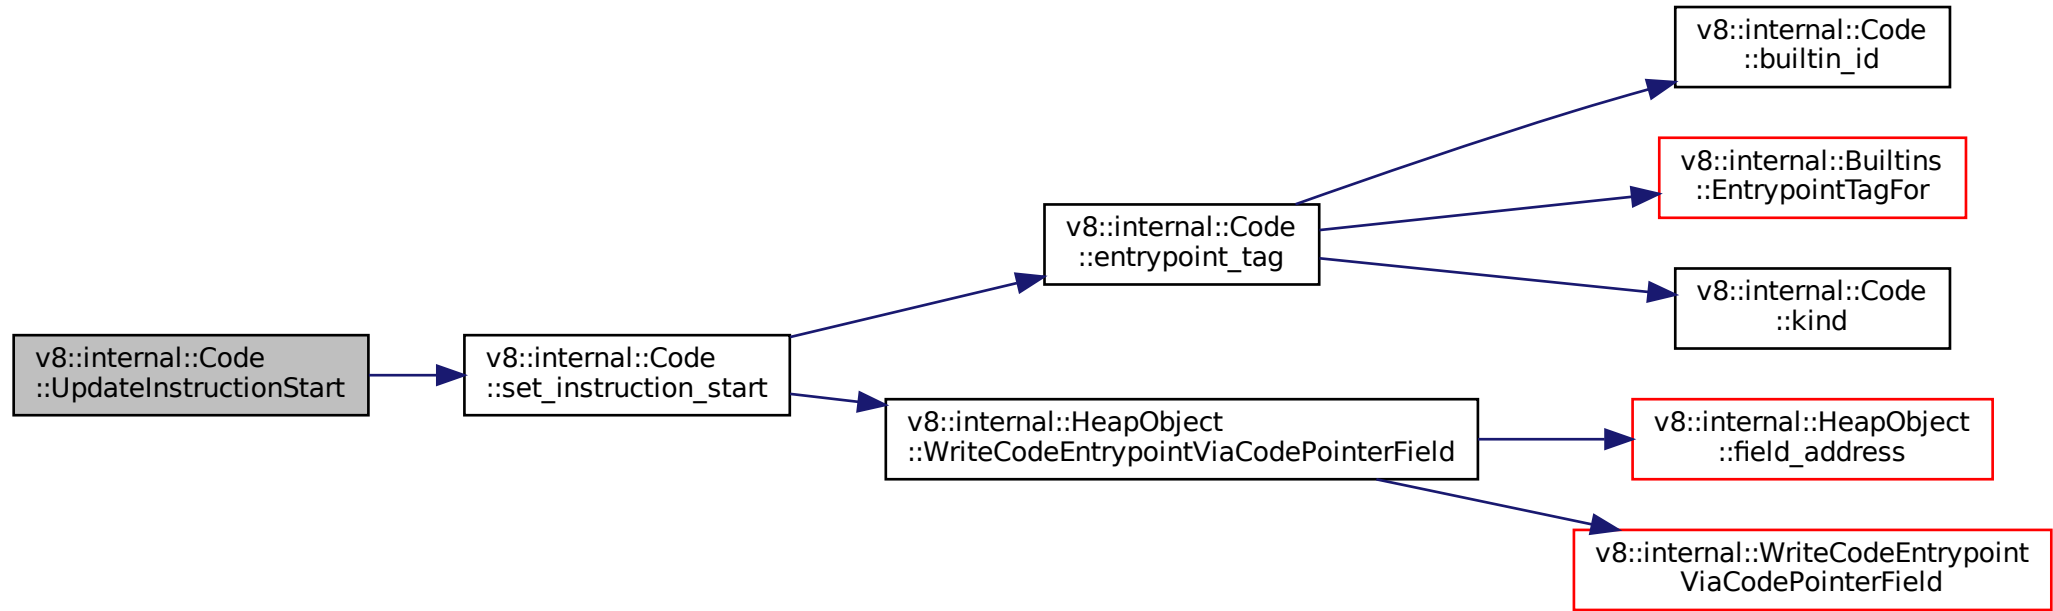 v8::internal::Code
::UpdateInstructionStart
v8::internal::Code
::set_instruction_start
v8::internal::Code
::entrypoint_tag
v8::internal::Code
::builtin_id
v8::internal::Builtins
::EntrypointTagFor
v8::internal::Code
::kind
v8::internal::HeapObject
::WriteCodeEntrypointViaCodePointerField
v8::internal::HeapObject
::field_address
v8::internal::WriteCodeEntrypoint
ViaCodePointerField